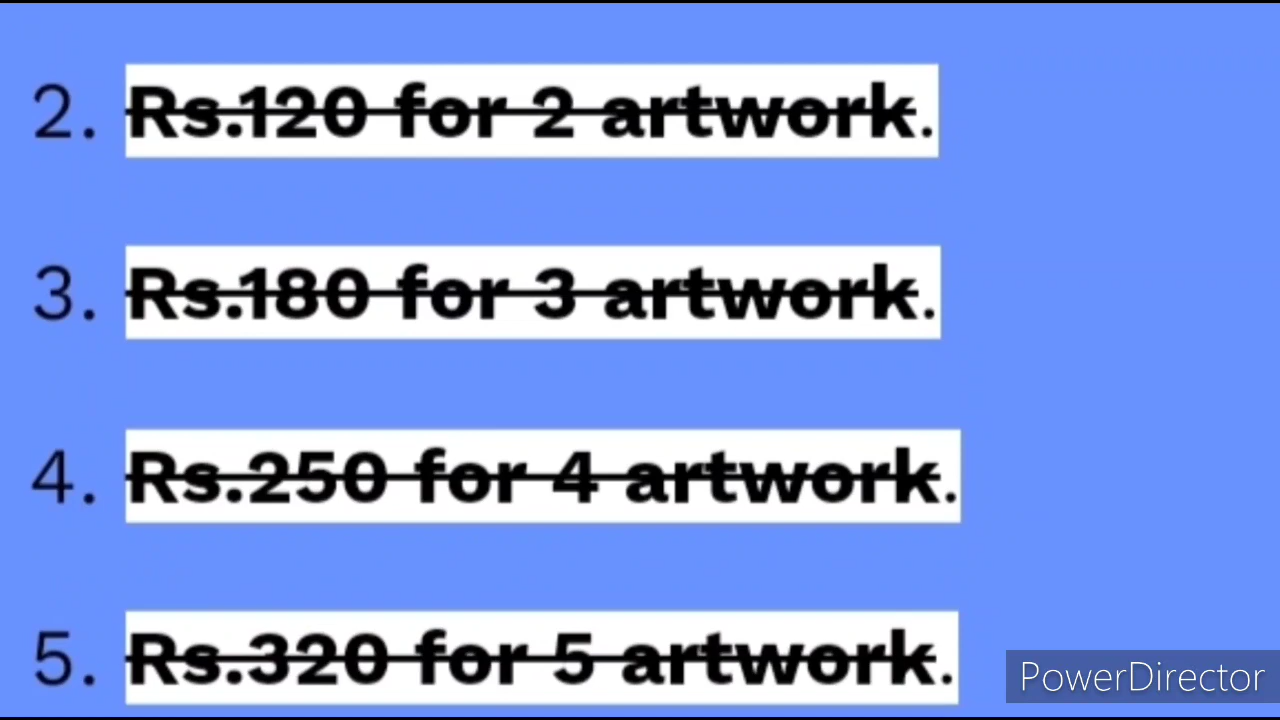 2. Rs.120 for 2 artwork.
3. Rs.180 for 3 artwork.
4. Rs.250 for 4 artwork.
5. Rs.320 for 5 artwork.
PowerDirector